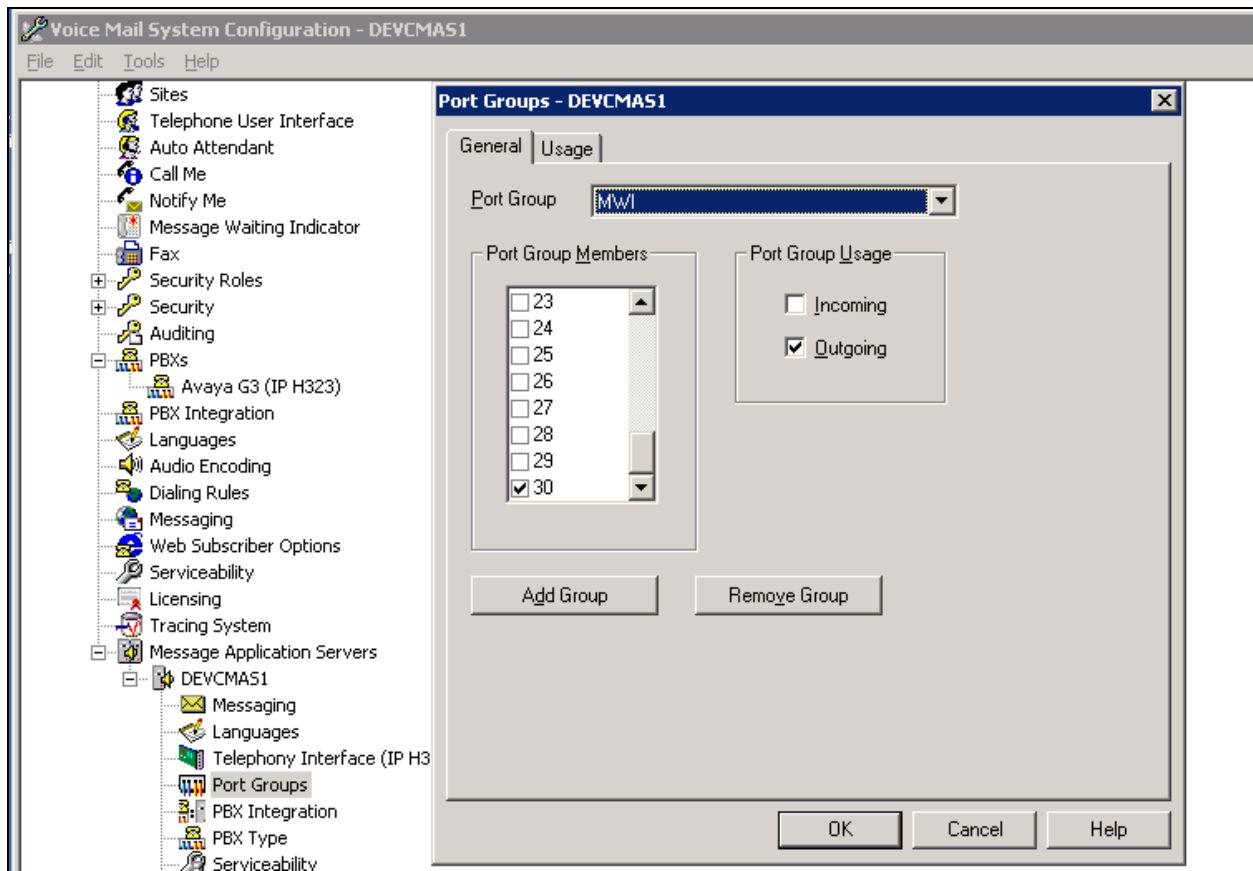 Voice Mail System Configuration - DEVCMAS1
File Edit Tools Help
Sites
Telephone User Interface
Auto Attendant
Call Me
Notify Me
Message Waiting Indicator
Fax
Security Roles
Security
Auditing
PBXs
Avaya G3 (IP H323)
PBX Integration
Languages
Audio Encoding
Dialing Rules
Messaging
Web Subscriber Options
Serviceability
Licensing
Tracing System
Message Application Servers
DEVCMAS1
Messaging
Languages
Telephony Interface (IP H3
Port Groups
PBX Integration
PBX Type
Serviceability
Port Groups - DEVCMAS1
General Usage
Port Group MWI
Port Group Members
23
24
25
26
27
28
29
30
Port Group Usage
Incoming
Outgoing
Add Group Remove Group
OK Cancel Help